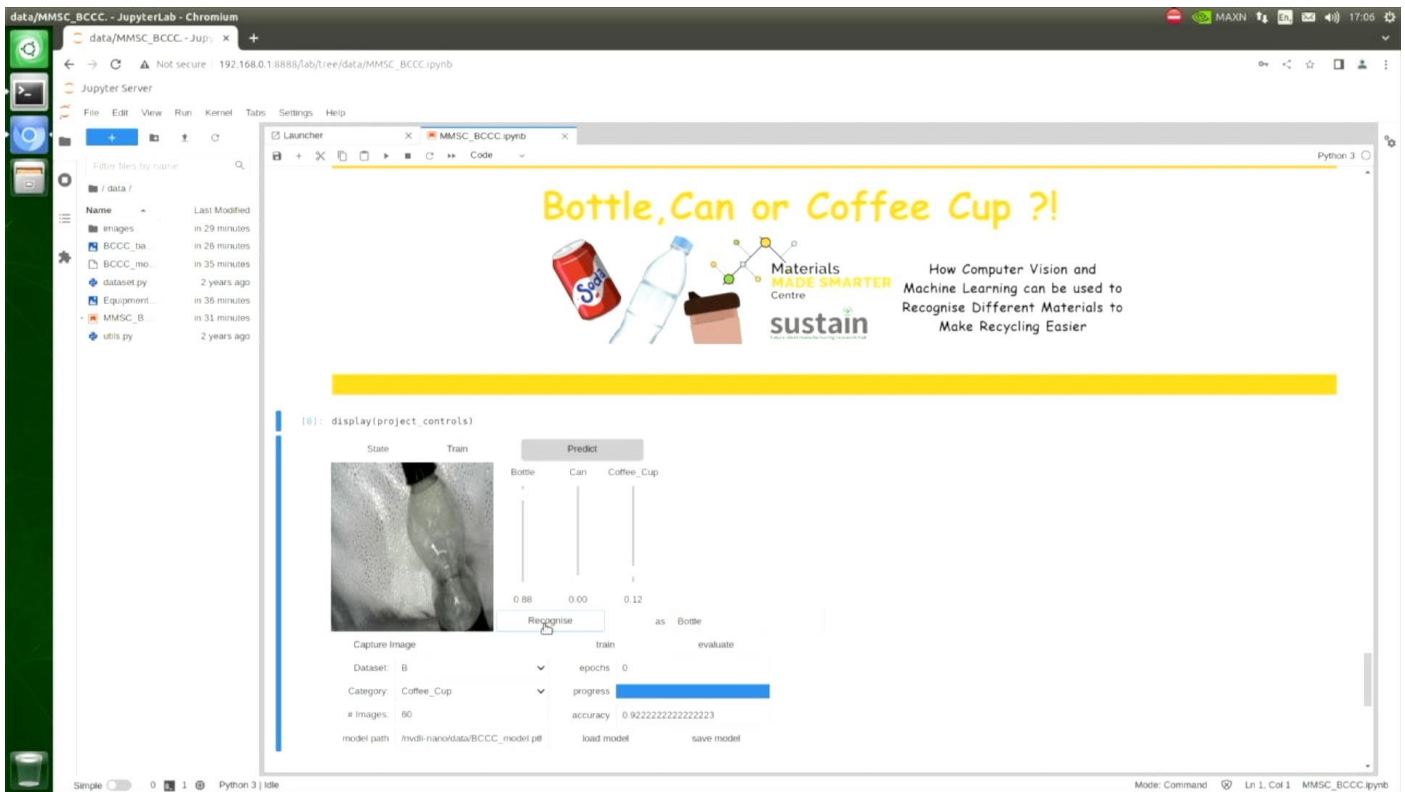 data/MMSC_BCCC. - JupyterLab - Chromium
MAXN En 17:06
data/MMSC_BCCC. - Jupy × +
Not secure 192.168.0.1:8888/lab/tree/data/MMSC_BCCC.ipynb
Jupyter Server
File Edit View Run Kernel Tabs Settings Help
Launcher × MMSC_BCCC.ipynb ×
Filter files by name
Code
Python 3
/ data /
Name Last Modified
images in 29 minutes
BCCC_ba... in 26 minutes
BCCC_mo... in 35 minutes
dataset.py 2 years ago
Equipment... in 36 minutes
MMSC_B... in 31 minutes
utils.py 2 years ago
Bottle,Can or Coffee Cup ?!
Soda
Materials
MADE SMARTER
Centre
sustain
How Computer Vision and
Machine Learning can be used to
Recognise Different Materials to
Make Recycling Easier
[8]: display(project_controls)
State Train Predict
Bottle Can Coffee_Cup
0.88 0.00 0.12
Recognise as Bottle
Capture Image train evaluate
Dataset: B epochs 0
Category: Coffee_Cup progress
# Images: 60 accuracy 0.9222222222222223
model path /nvdli-nano/data/BCCC_model.pt load model save model
Simple 0 1 Python 3 | Idle
Mode: Command Ln 1, Col 1 MMSC_BCCC.ipynb